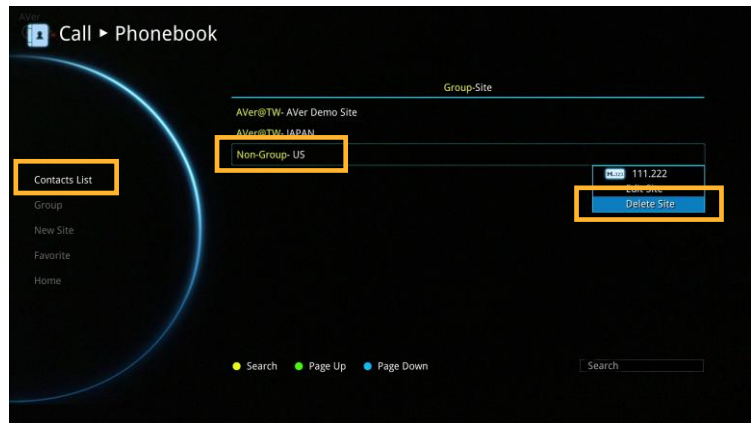 AVer
Call ► Phonebook
Group-Site
AVer@TW- AVer Demo Site
AVer@TW- JAPAN
Non-Group- US
H.323 111.222
Edit Site
Delete Site
Contacts List
Group
New Site
Favorite
Home
Search
Page Up
Page Down
Search